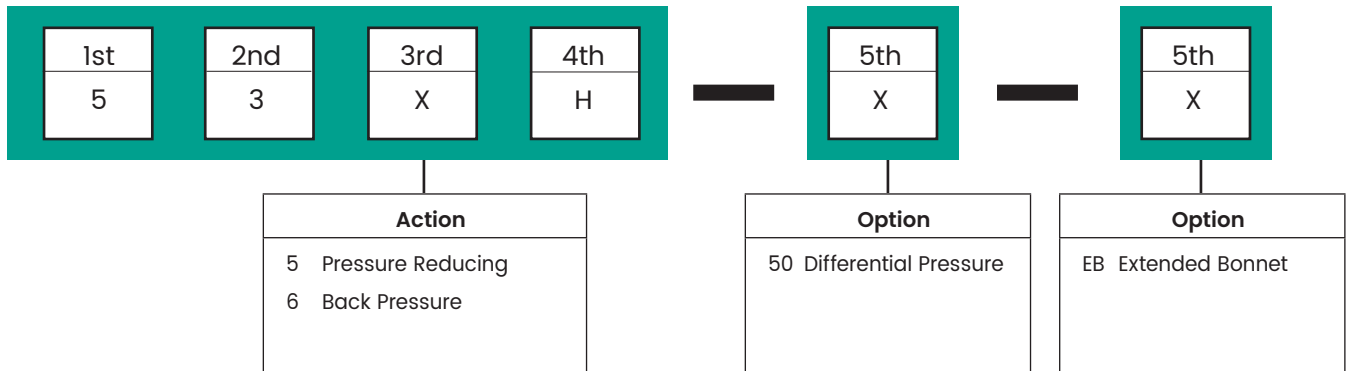 1st 2nd 3rd 4th 5th 5th
5 3 X H X X
Action Option Option
5 Pressure Reducing 50 Differential Pressure EB Extended Bonnet
6 Back Pressure